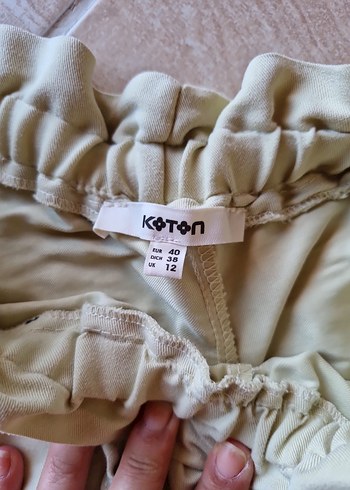 KOTON
EUR 40
D/CH 38
UK 12